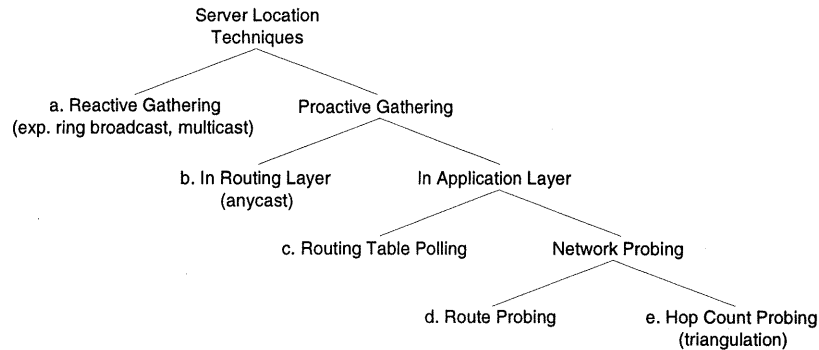 Server Location
Techniques
a. Reactive Gathering
(exp. ring broadcast, multicast)
Proactive Gathering
b. In Routing Layer
(anycast)
In Application Layer
c. Routing Table Polling
Network Probing
d. Route Probing
e. Hop Count Probing
(triangulation)